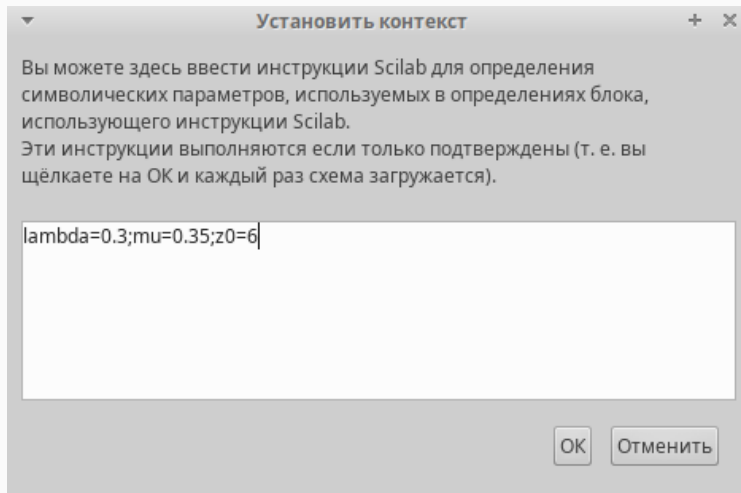 Установить контекст
Вы можете здесь ввести инструкции Scilab для определения
символических параметров, используемых в определениях блока,
использующего инструкции Scilab.
Эти инструкции выполняются если только подтверждены (т. е. вы
щёлкаете на ОК и каждый раз схема загружается).
lambda=0.3;mu=0.35;z0=6
ОК Отменить